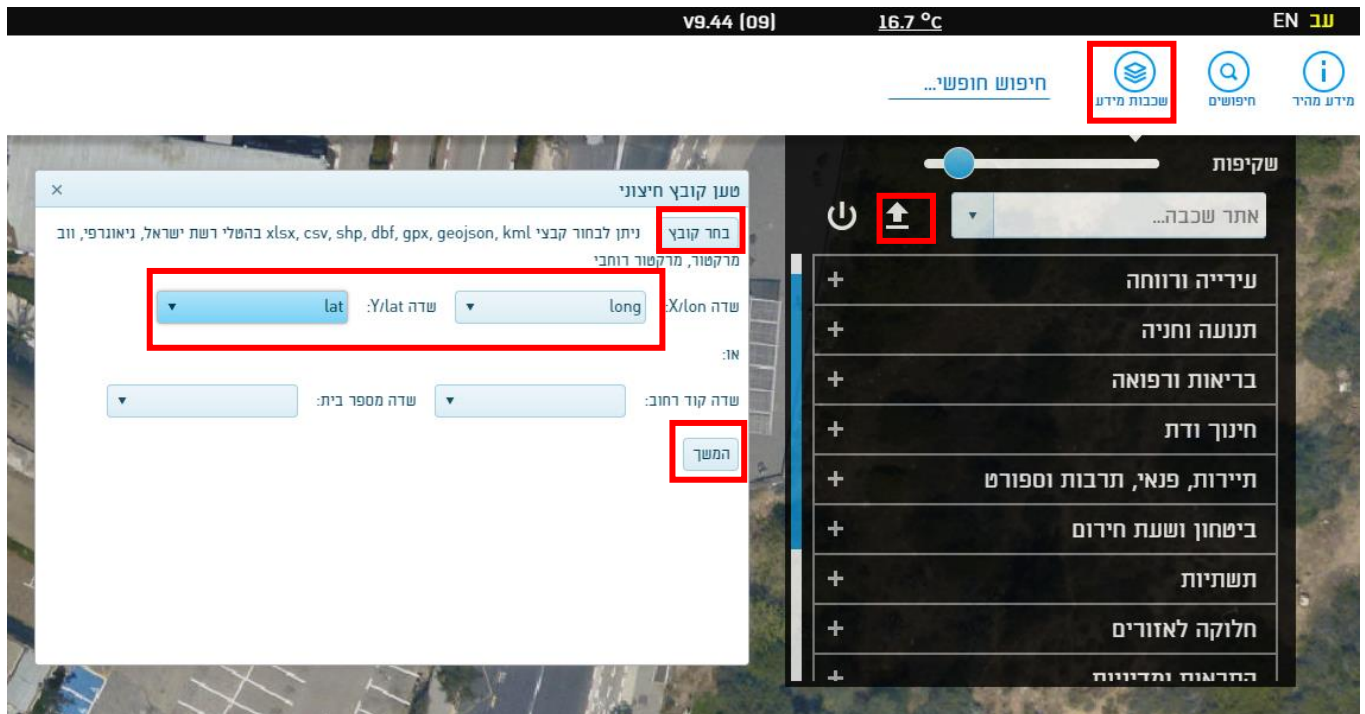 עב EN
16.7 °C
v9.44 (09)
מידע מהיר
חיפושים
שכבות מידע
חיפוש חופשי...
שקיפות
אתר שכבה...
עירייה ורווחה
תנועה וחניה
בריאות ורפואה
חינוך ודת
תיירות, פנאי, תרבות וספורט
ביטחון ושעת חירום
תשתיות
חלוקה לאזורים
טען קובץ חיצוני
בחר קובץ ניתן לבחור קבצי xlsx, csv, shp, dbf, gpx, geojson, kml בהטלי רשת ישראל, גיאוגרפי, ווב
מרקטור, מרקטור רוחבי
שדה X/lon: long שדה Y/lat: lat
או:
שדה קוד רחוב: שדה מספר בית:
המשך